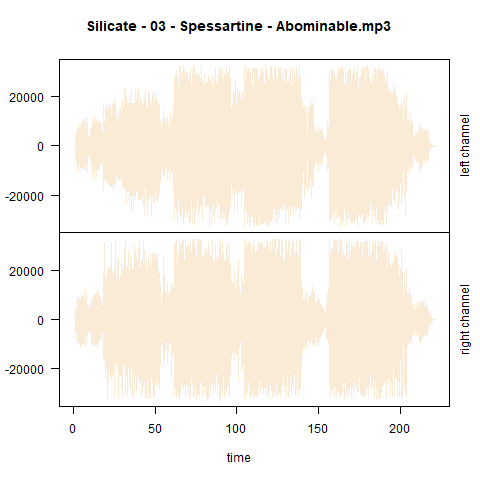 Silicate - 03 - Spessartine - Abominable.mp3
20000
0
-20000
left channel
20000
0
-20000
right channel
0 50 100 150 200
time